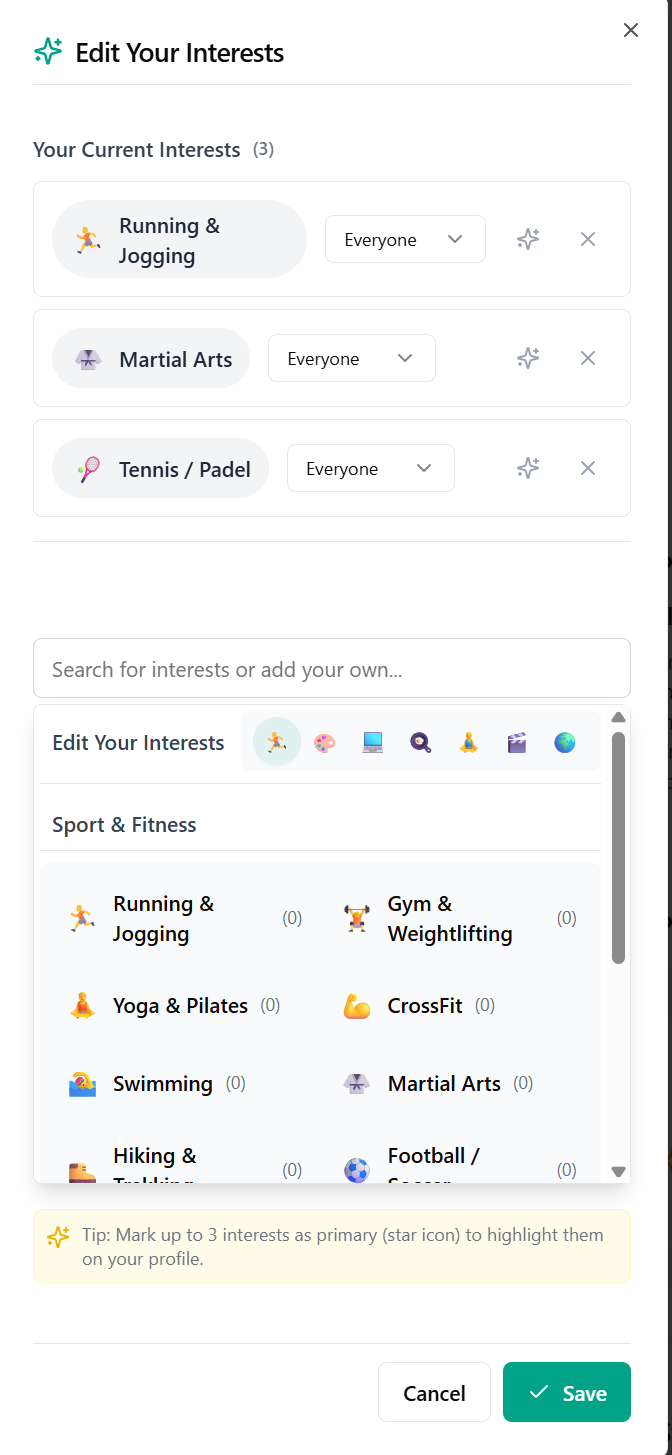 Edit Your Interests
Your Current Interests (3)
Running &
Jogging
Everyone
Martial Arts
Everyone
Tennis / Padel
Everyone
Search for interests or add your own...
Edit Your Interests
Sport & Fitness
Running &
Jogging
(0)
Gym &
Weightlifting
(0)
Yoga & Pilates (0)
CrossFit (0)
Swimming (0)
Martial Arts (0)
Hiking &
Trekking
(0)
Football /
Soccer
(0)
Tip: Mark up to 3 interests as primary (star icon) to highlight them
on your profile.
Cancel
Save